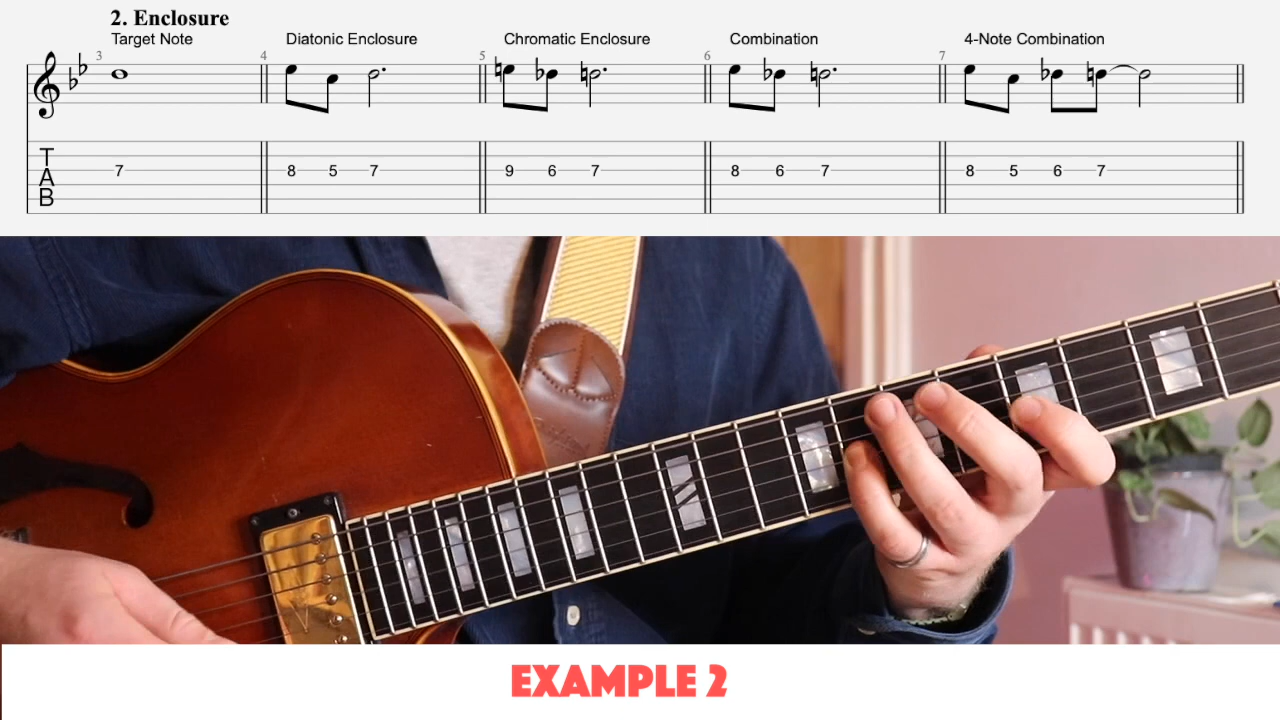 2. Enclosure
Target Note Diatonic Enclosure Chromatic Enclosure Combination 4-Note Combination
3 4 5 6 7
T 7 8 5 7 9 6 7 8 6 7 8 5 6 7
A
B
EXAMPLE 2